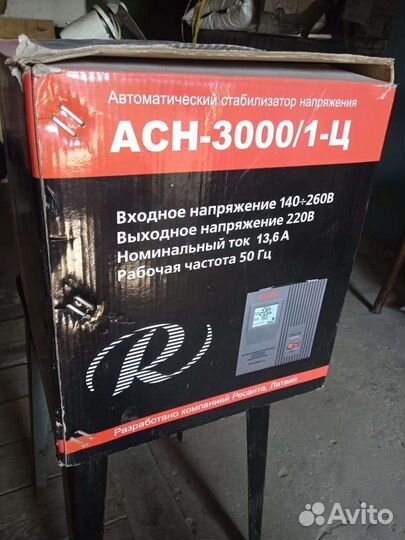 Автоматический стабилизатор напряжения
АСН-3000/1-Ц
Входное напряжение 140÷260В
Выходное напряжение 220В
Номинальный ток 13,6 А
Рабочая частота 50 Гц
R
Разработано компанией Ресанта, Латвия
Avito